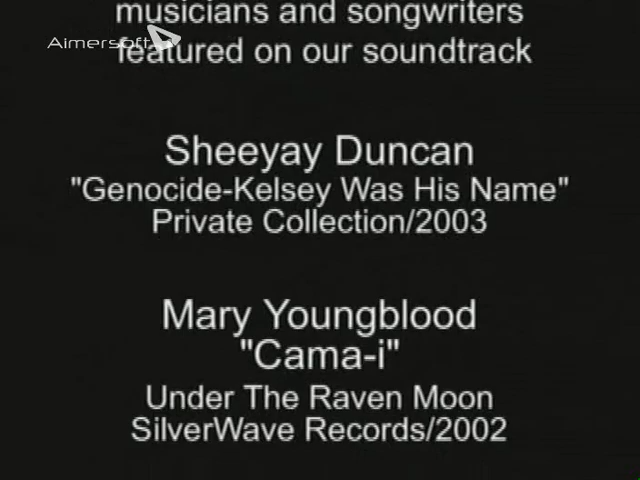 musicians and songwriters
Aimersoft
featured on our soundtrack
Sheeyay Duncan
"Genocide-Kelsey Was His Name"
Private Collection/2003
Mary Youngblood
"Cama-i"
Under The Raven Moon
SilverWave Records/2002